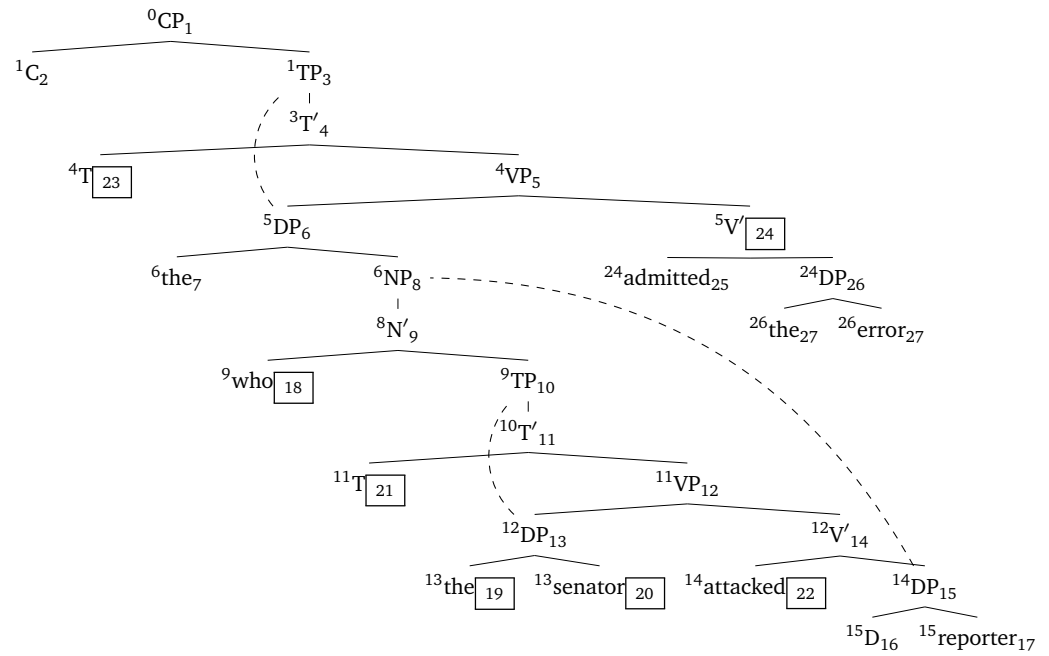 ⁰CP₁
¹C₂ ¹TP₃
³T′₄
⁴T 23 ⁴VP₅
⁵DP₆ ⁵V′ 24
⁶the₇ ⁶NP₈ ²⁴admitted₂₅ ²⁴DP₂₆
⁸N′₉ ²⁶the₂₇ ²⁶error₂₇
⁹who 18 ⁹TP₁₀
¹⁰T′₁₁
¹¹T 21 ¹¹VP₁₂
¹²DP₁₃ ¹²V′₁₄
¹³the 19 ¹³senator 20 ¹⁴attacked 22 ¹⁴DP₁₅
¹⁵D₁₆ ¹⁵reporter₁₇